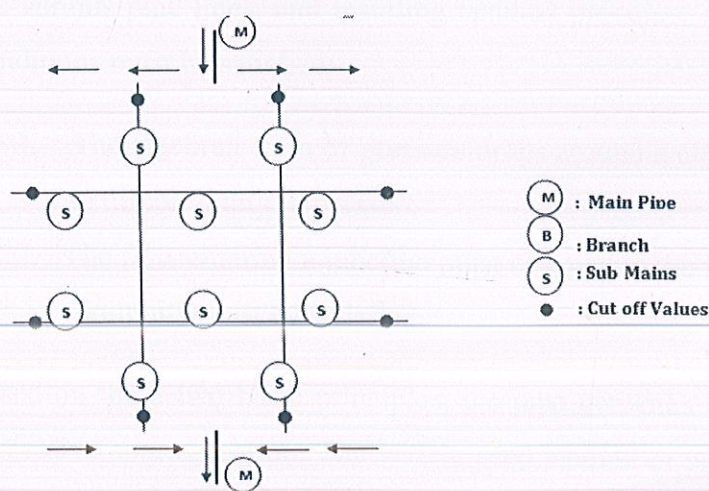 M
S S
S S S
S S S
S S
M
M : Main Pipe
B : Branch
S : Sub Mains
: Cut off Values